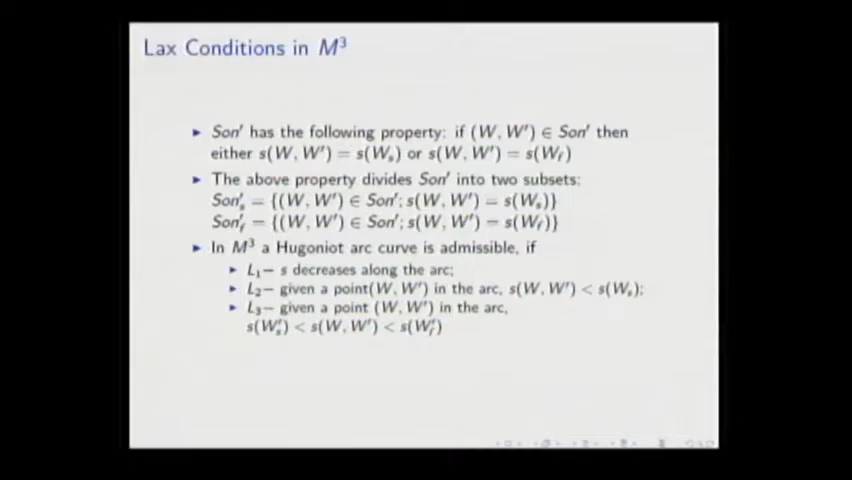 Lax Conditions in M³
▶ Son′ has the following property: if (W, W′) ∈ Son′ then
either s(W, W′) = s(Wₛ) or s(W, W′) = s(W_f)
▶ The above property divides Son′ into two subsets:
Son′ₛ = {(W, W′) ∈ Son′; s(W, W′) = s(Wₛ)}
Son′_f = {(W, W′) ∈ Son′; s(W, W′) = s(W_f)}
▶ In M³ a Hugoniot arc curve is admissible, if
▶ L₁− s decreases along the arc;
▶ L₂− given a point(W, W′) in the arc, s(W, W′) < s(Wₛ);
▶ L₃− given a point (W, W′) in the arc,
s(W′ₛ) < s(W, W′) < s(W′_f)